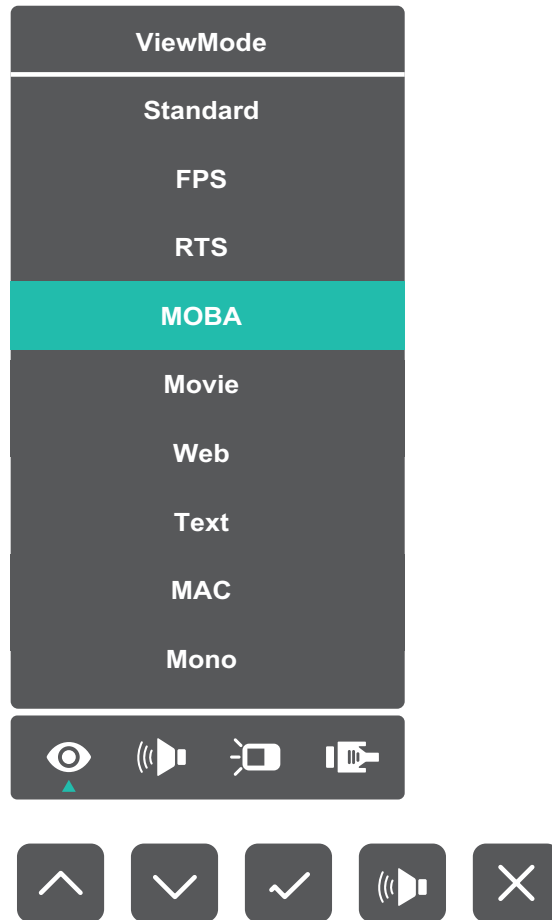 ViewMode
Standard
FPS
RTS
MOBA
Movie
Web
Text
MAC
Mono